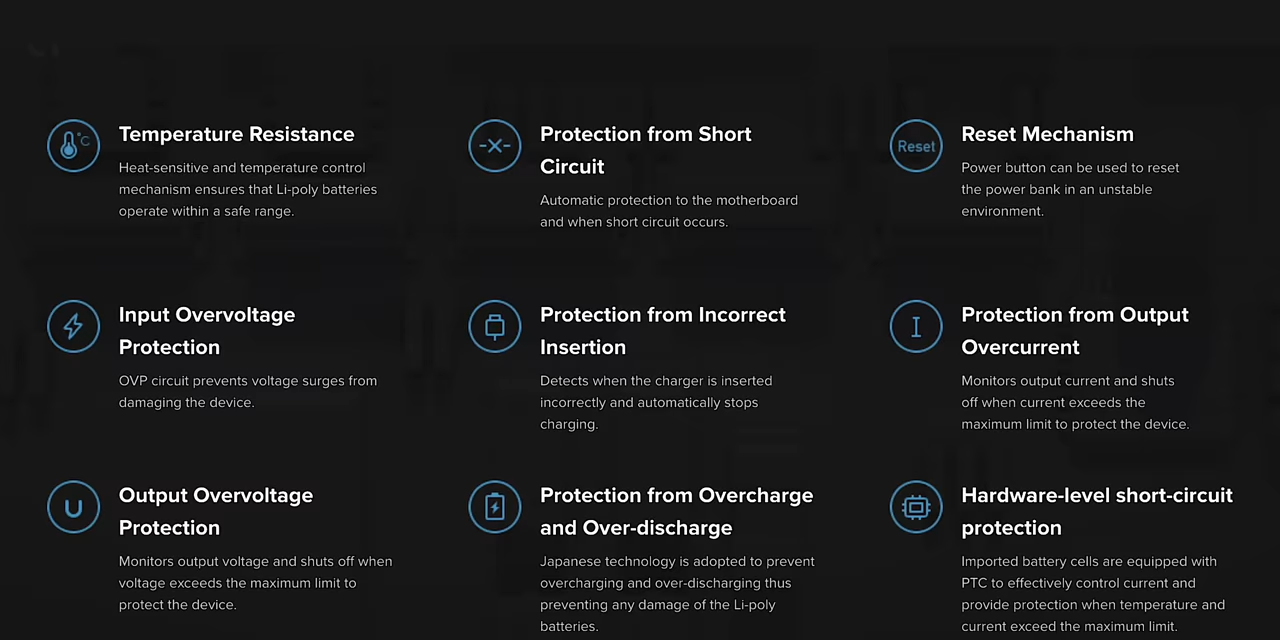 °C
Temperature Resistance
Heat-sensitive and temperature control
mechanism ensures that Li-poly batteries
operate within a safe range.
Protection from Short
Circuit
Automatic protection to the motherboard
and when short circuit occurs.
Reset
Reset Mechanism
Power button can be used to reset
the power bank in an unstable
environment.
Input Overvoltage
Protection
OVP circuit prevents voltage surges from
damaging the device.
Protection from Incorrect
Insertion
Detects when the charger is inserted
incorrectly and automatically stops
charging.
I
Protection from Output
Overcurrent
Monitors output current and shuts
off when current exceeds the
maximum limit to protect the device.
U
Output Overvoltage
Protection
Monitors output voltage and shuts off when
voltage exceeds the maximum limit to
protect the device.
Protection from Overcharge
and Over-discharge
Japanese technology is adopted to prevent
overcharging and over-discharging thus
preventing any damage of the Li-poly
batteries.
Hardware-level short-circuit
protection
Imported battery cells are equipped with
PTC to effectively control current and
provide protection when temperature and
current exceed the maximum limit.